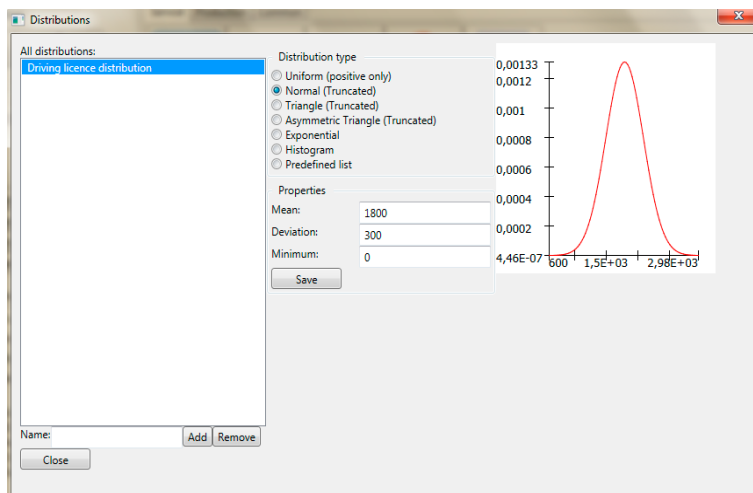 Distributions
All distributions:
Driving licence distribution
Distribution type
Uniform (positive only)
Normal (Truncated)
Triangle (Truncated)
Asymmetric Triangle (Truncated)
Exponential
Histogram
Predefined list
Properties
Mean: 1800
Deviation: 300
Minimum: 0
Save
0,00133
0,0012
0,001
0,0008
0,0006
0,0004
0,0002
4,46E-07
600 1,5E+03 2,98E+03
Name: Add Remove
Close